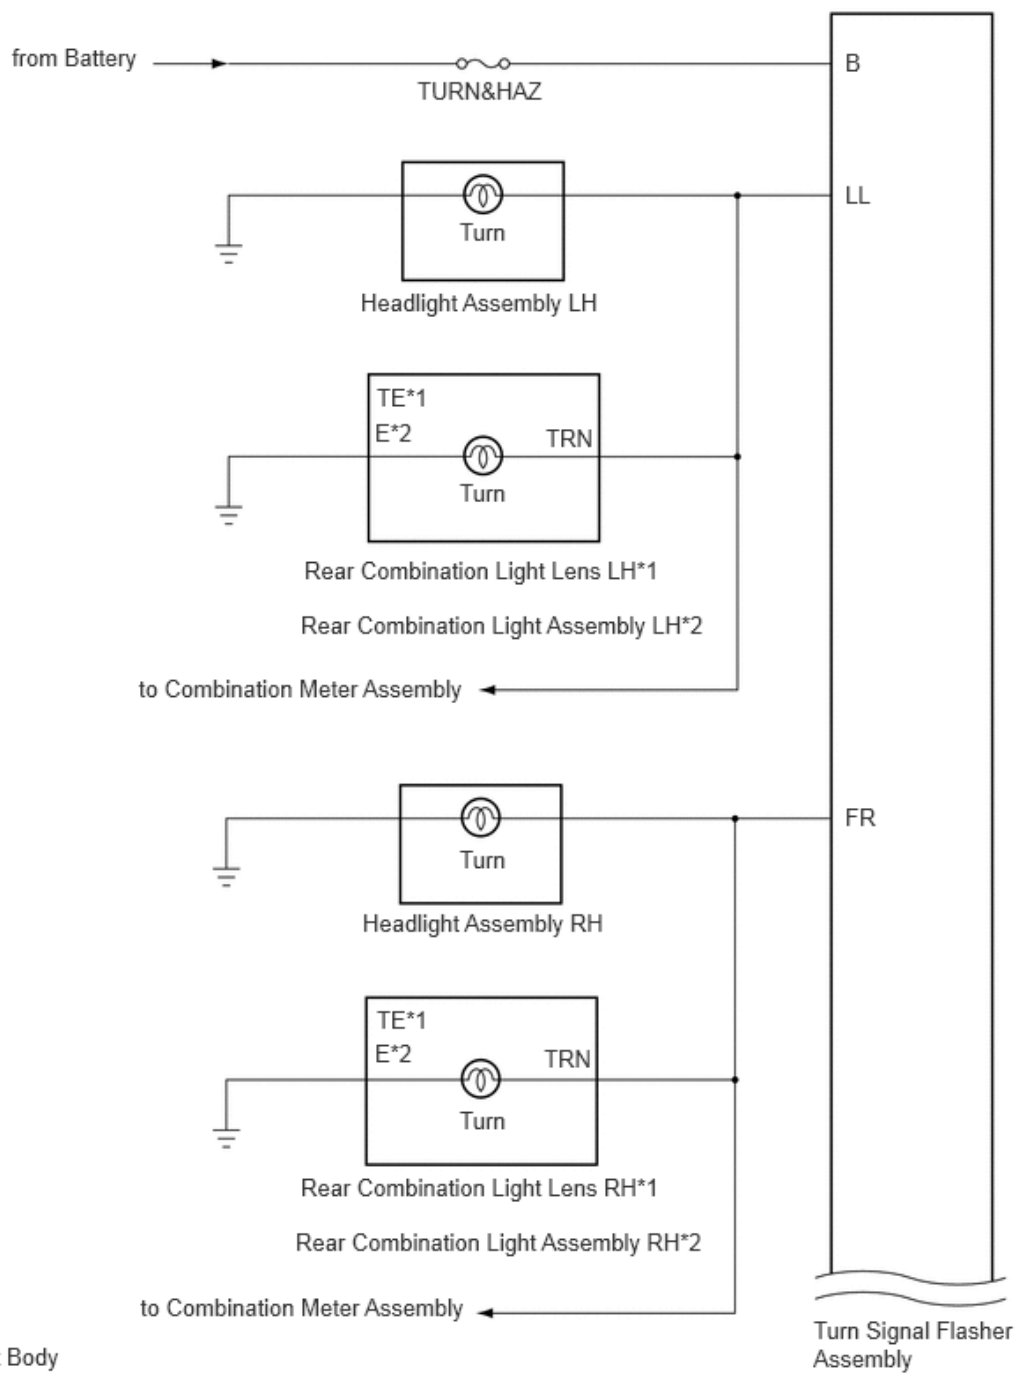 from Battery
TURN&HAZ
B
LL
Turn
Headlight Assembly LH
TE*1
E*2
TRN
Turn
Rear Combination Light Lens LH*1
Rear Combination Light Assembly LH*2
to Combination Meter Assembly
FR
Turn
Headlight Assembly RH
TE*1
E*2
TRN
Turn
Rear Combination Light Lens RH*1
Rear Combination Light Assembly RH*2
to Combination Meter Assembly
Turn Signal Flasher
Assembly
Body